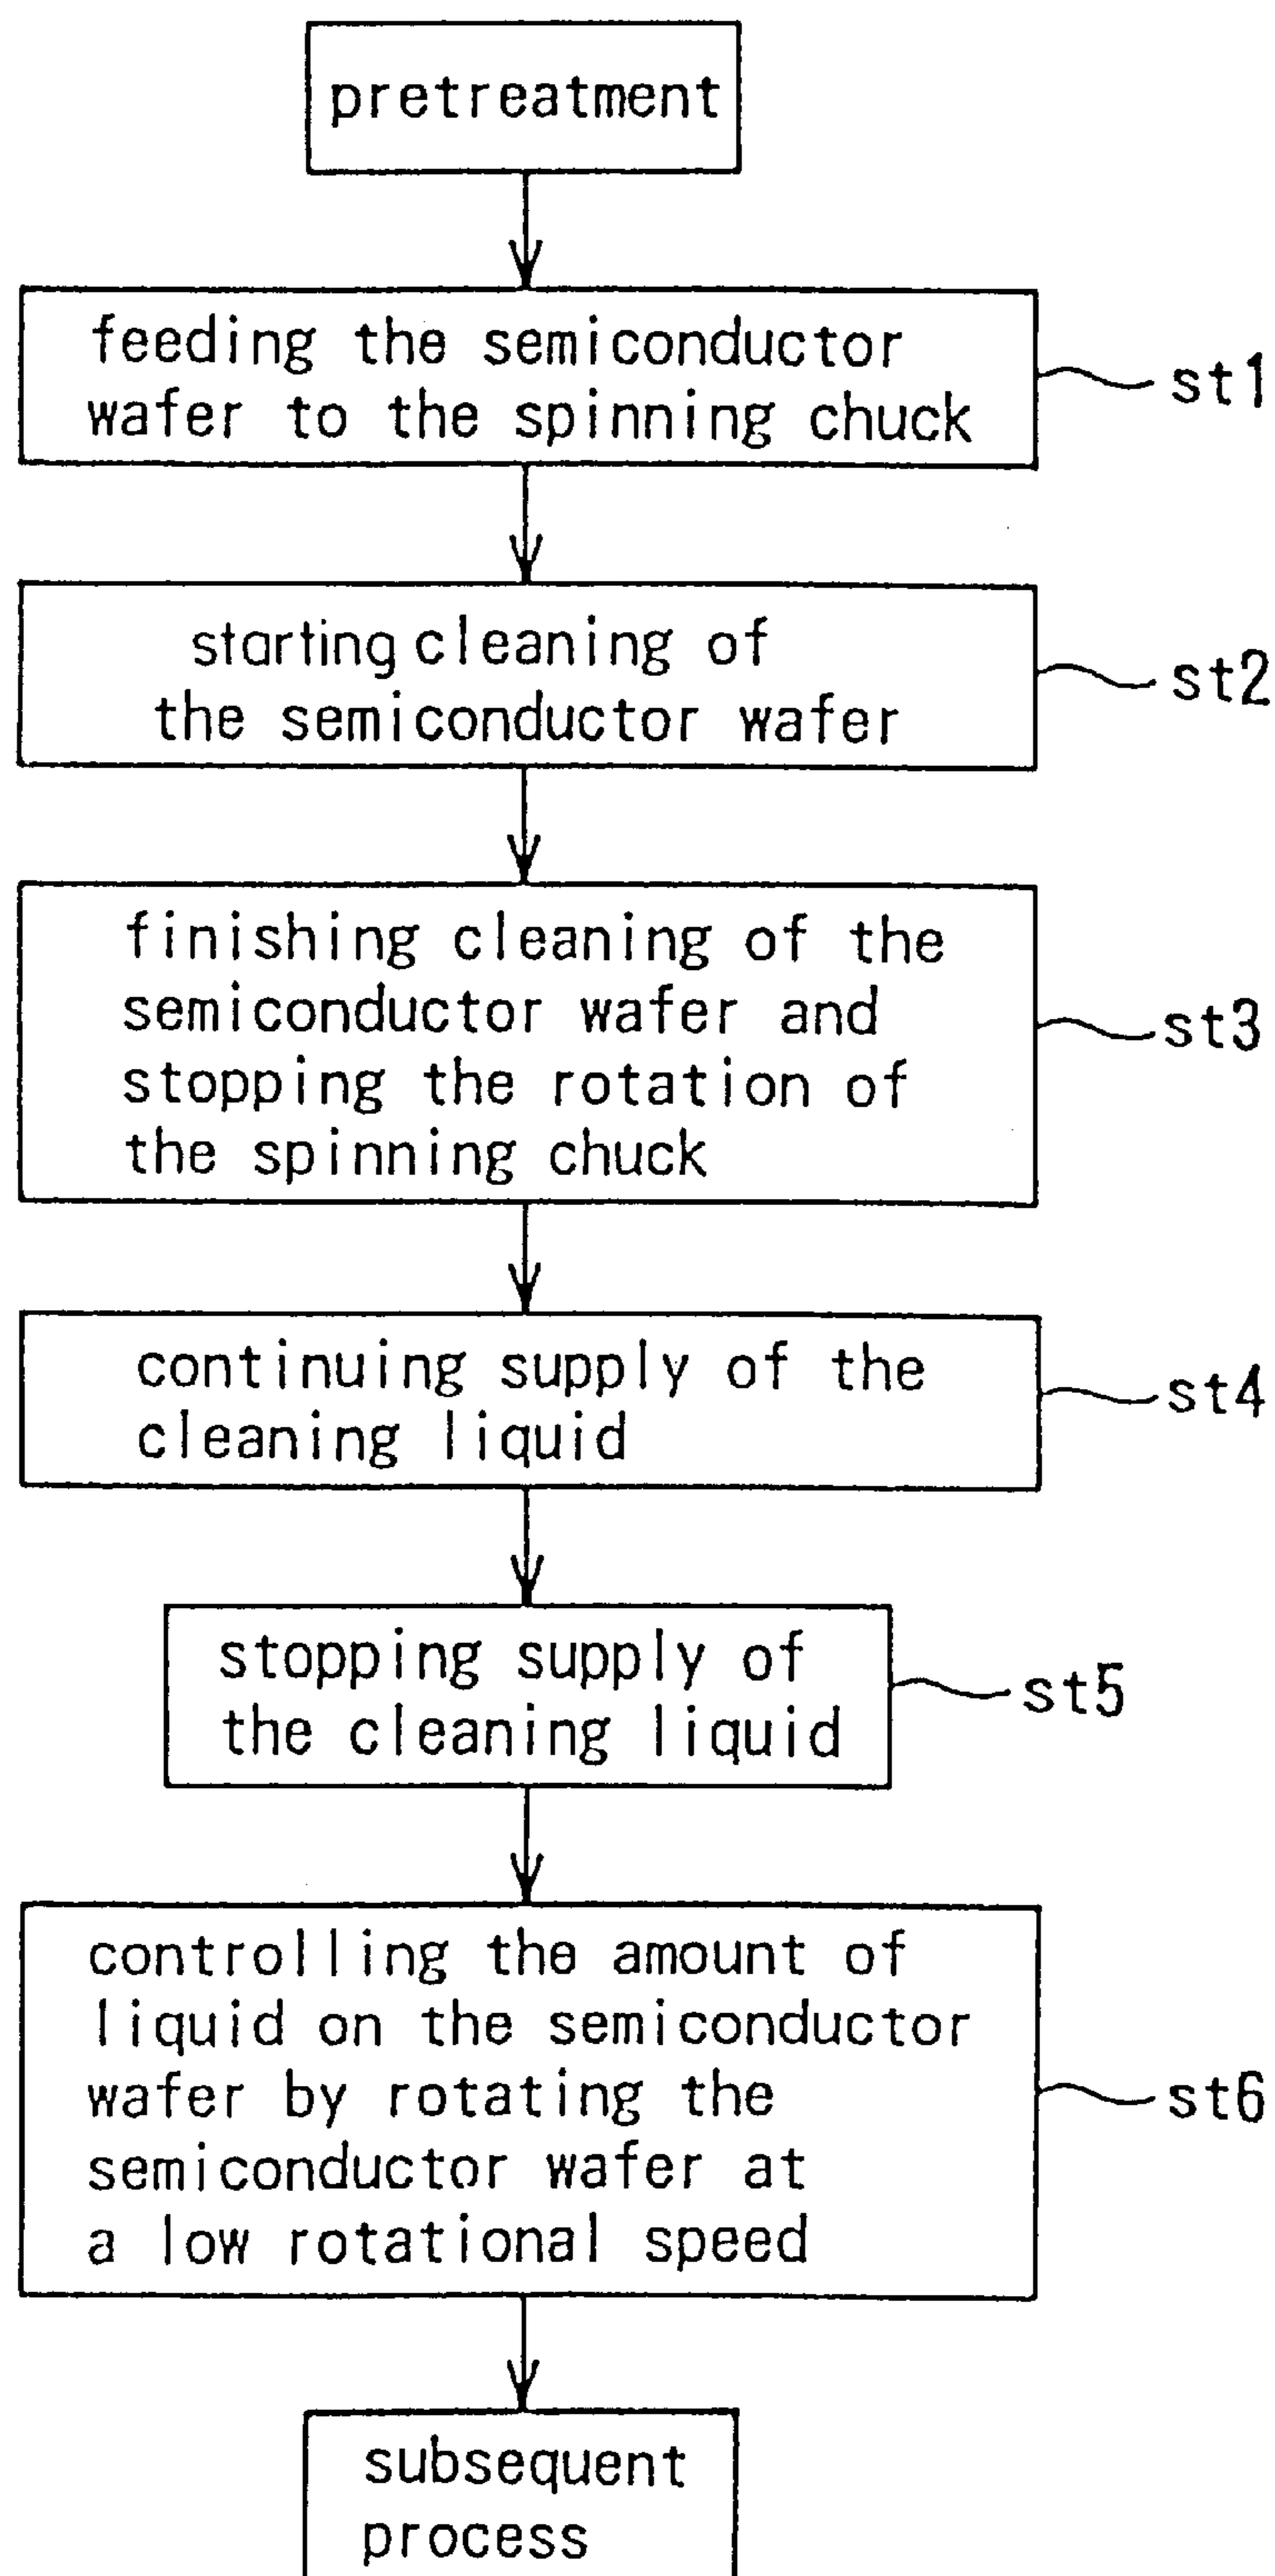 pretreatment
feeding the semiconductor
wafer to the spinning chuck
st1
starting cleaning of
the semiconductor wafer
st2
finishing cleaning of the
semiconductor wafer and
stopping the rotation of
the spinning chuck
st3
continuing supply of the
cleaning liquid
st4
stopping supply of
the cleaning liquid
st5
controlling the amount of
liquid on the semiconductor
wafer by rotating the
semiconductor wafer at
a low rotational speed
st6
subsequent
process